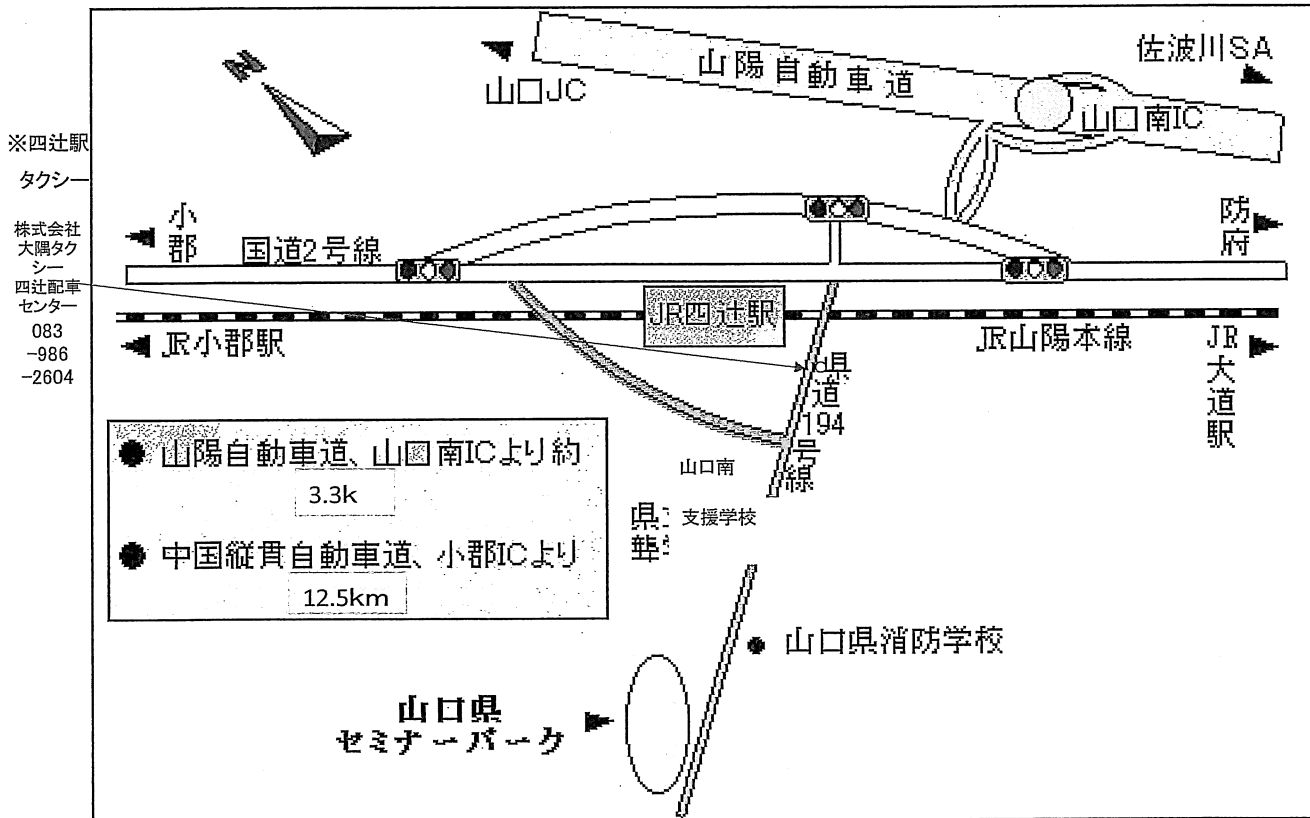 N
山口JC
山陽自動車道
佐波川SA
山口南IC
※四辻駅
タクシー
株式会社
大隅タク
シー
四辻配車
センター
083
-986
-2604
小郡
国道2号線
防府
JR四辻駅
JR小郡駅
JR山陽本線
JR大道駅
県道194号線
● 山陽自動車道、山口南ICより約
3.3k
● 中国縦貫自動車道、小郡ICより
12.5km
山口南
支援学校
県
聾
山口県消防学校
山口県
セミナーパーク